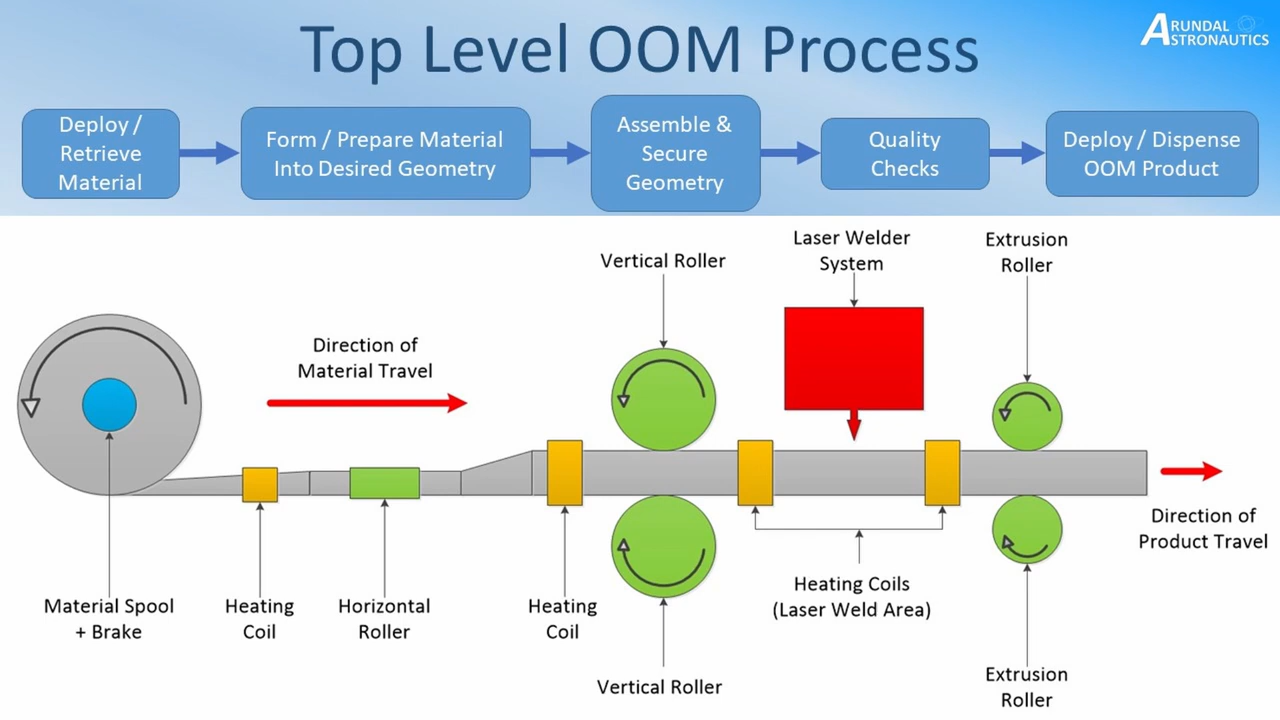 Top Level OOM Process
ARUNDAL
ASTRONAUTICS
Deploy /
Retrieve
Material
Form / Prepare Material
Into Desired Geometry
Assemble &
Secure
Geometry
Quality
Checks
Deploy / Dispense
OOM Product
Vertical Roller
Laser Welder
System
Extrusion
Roller
Direction of
Material Travel
Direction of
Product Travel
Material Spool
+ Brake
Heating
Coil
Horizontal
Roller
Heating
Coil
Heating Coils
(Laser Weld Area)
Vertical Roller
Extrusion
Roller